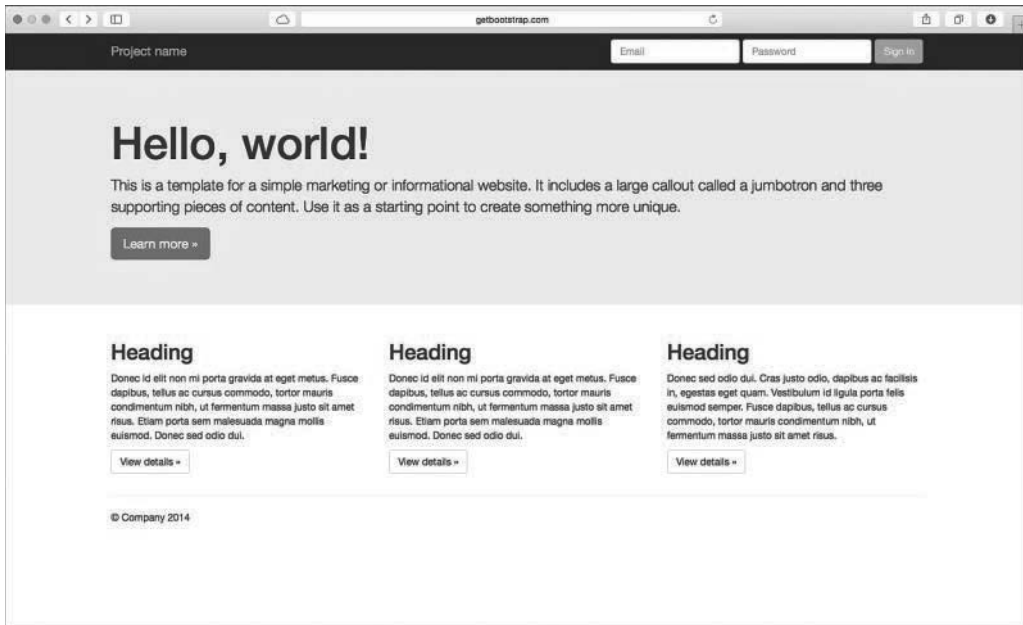 getbootstrap.com
Project name
Email
Password
Sign in
Hello, world!
This is a template for a simple marketing or informational website. It includes a large callout called a jumbotron and three
supporting pieces of content. Use it as a starting point to create something more unique.
Learn more »
Heading
Donec id elit non mi porta gravida at eget metus. Fusce
dapibus, tellus ac cursus commodo, tortor mauris
condimentum nibh, ut fermentum massa justo sit amet
risus. Etiam porta sem malesuada magna mollis
euismod. Donec sed odio dui.
View details »
Heading
Donec id elit non mi porta gravida at eget metus. Fusce
dapibus, tellus ac cursus commodo, tortor mauris
condimentum nibh, ut fermentum massa justo sit amet
risus. Etiam porta sem malesuada magna mollis
euismod. Donec sed odio dui.
View details »
Heading
Donec sed odio dui. Cras justo odio, dapibus ac facilisis
in, egestas eget quam. Vestibulum id ligula porta felis
euismod semper. Fusce dapibus, tellus ac cursus
commodo, tortor mauris condimentum nibh, ut
fermentum massa justo sit amet risus.
View details »
© Company 2014